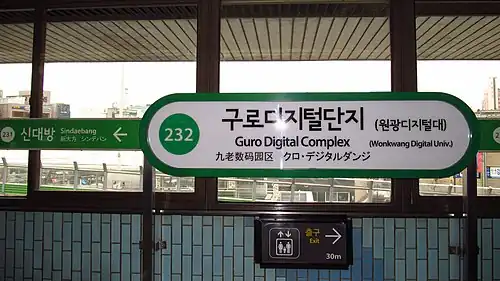 231 신대방 Sindaebang
新大方 シンデバン
232 구로디지털단지 (원광디지털대)
Guro Digital Complex (Wonkwang Digital Univ.)
九老数码园区 クロ・デジタルダンジ
출구
Exit
30m